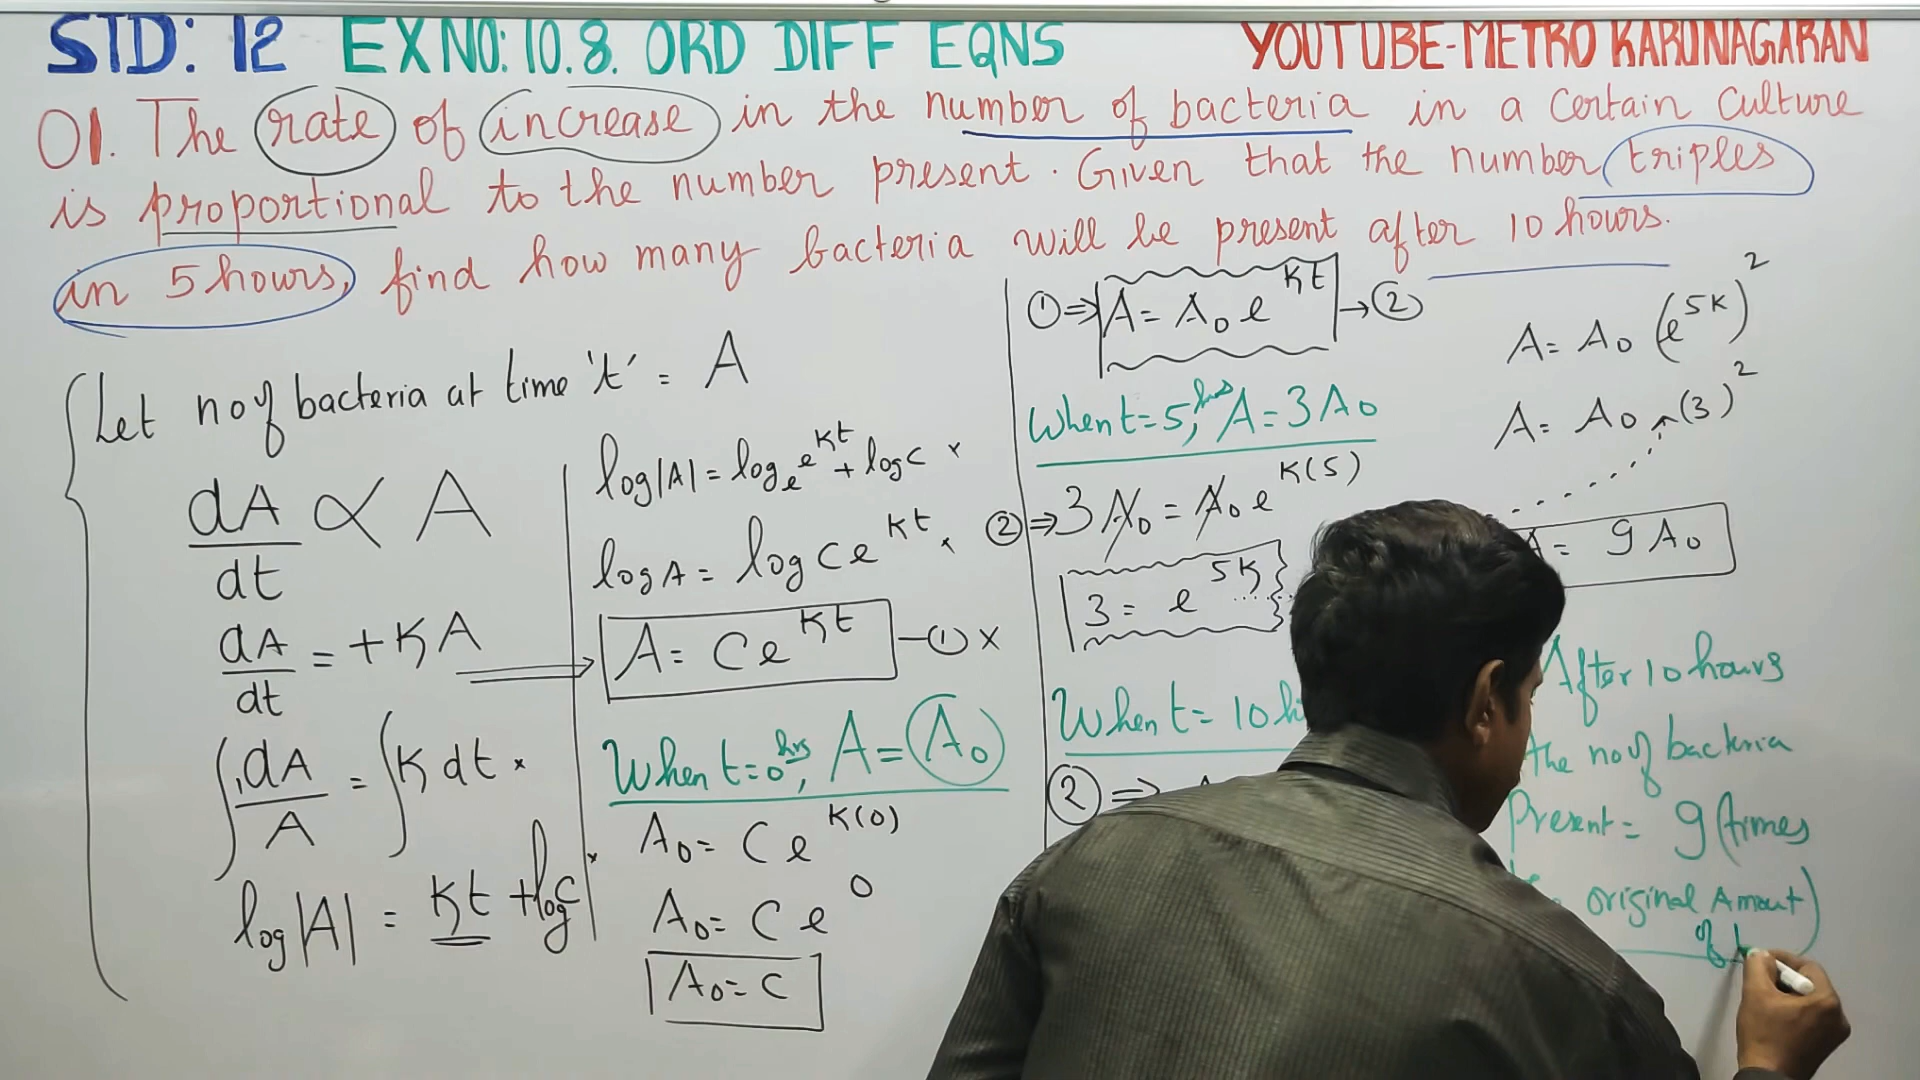 STD: 12 EX NO: 10.8. ORD DIFF EQNS YOUTUBE-METRO KARUNAGARAN
01. The rate of increase in the number of bacteria in a certain culture
is proportional to the number present. Given that the number triples
in 5 hours, find how many bacteria will be present after 10 hours.
Let no of bacteria at time 't' = A
dA/dt ∝ A
dA/dt = +KA
∫ dA/A = ∫ K dt
log|A| = Kt + log c
log|A| = log_e e^Kt + log c
log A = log C e^Kt
A = C e^Kt — ①
When t = 0 hrs, A = A₀
A₀ = C e^K(0)
A₀ = C e^0
A₀ = C
① ⇒ A = A₀ e^Kt → ②
When t = 5 hrs, A = 3A₀
② ⇒ 3A₀ = A₀ e^K(5)
3 = e^5K
When t = 10
② ⇒
A = A₀ (e^5K)^2
A = A₀ (3)^2
A = 9 A₀
After 10 hours
the no of bacteria
Present = 9 (times
original Amount)
of